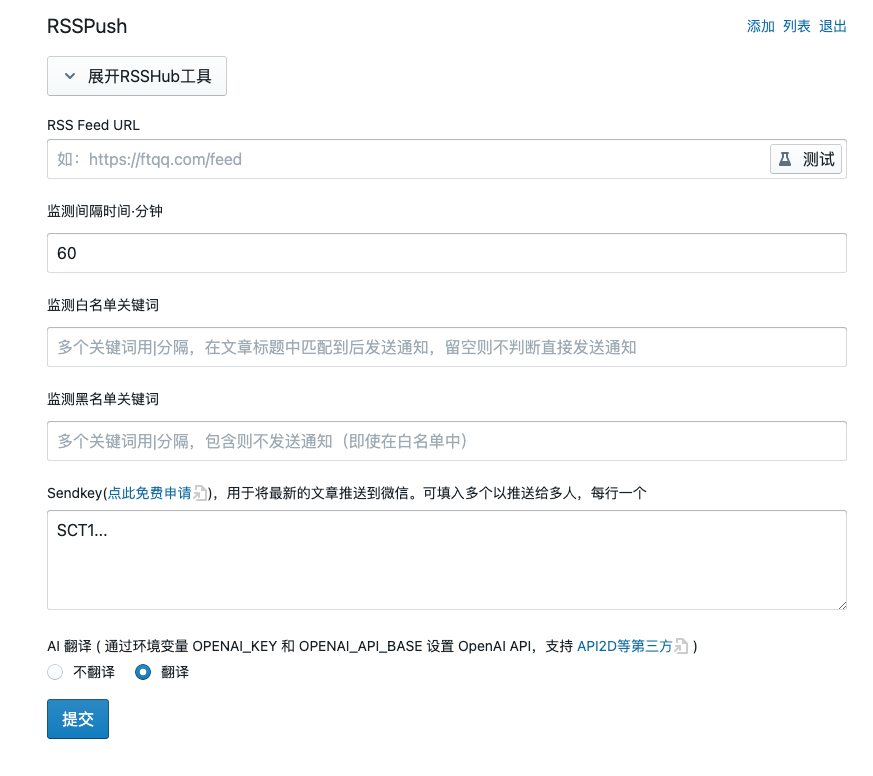 RSSPush
添加 列表 退出
展开RSSHub工具
RSS Feed URL
如：https://ftqq.com/feed
测试
监测间隔时间·分钟
60
监测白名单关键词
多个关键词用|分隔，在文章标题中匹配到后发送通知，留空则不判断直接发送通知
监测黑名单关键词
多个关键词用|分隔，包含则不发送通知（即使在白名单中）
Sendkey(点此免费申请)，用于将最新的文章推送到微信。可填入多个以推送给多人，每行一个
SCT1...
AI 翻译 ( 通过环境变量 OPENAI_KEY 和 OPENAI_API_BASE 设置 OpenAI API，支持 API2D等第三方 )
不翻译 翻译
提交